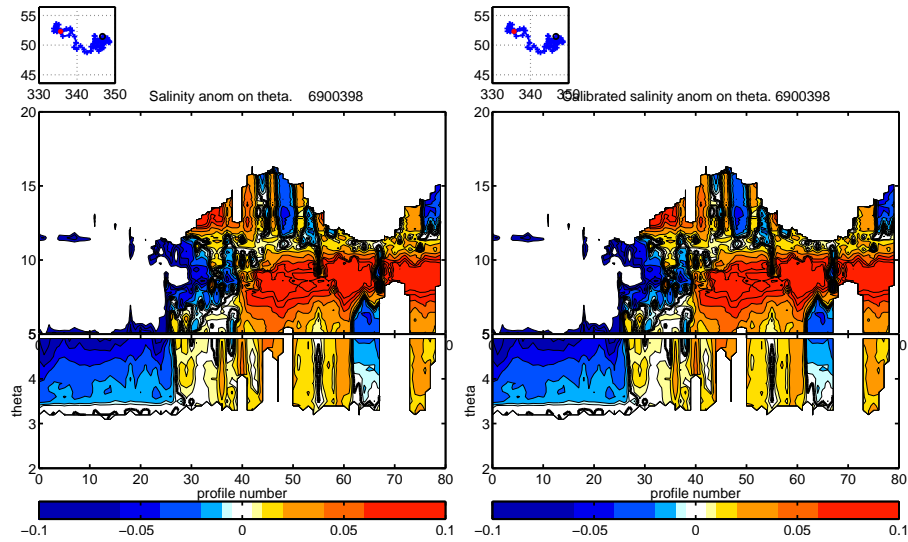 55 55
50 50
45 45
330 340 350 330 340 350
Salinity anom on theta. 6900398 Calibrated salinity anom on theta. 6900398
20 20
15 15
10 10
5 5
0 0
4 4
theta theta
3 3
2 2
0 10 20 30 40 50 60 70 80 0 10 20 30 40 50 60 70 80
profile number profile number
−0.1 −0.05 0 0.05 0.1 −0.1 −0.05 0 0.05 0.1